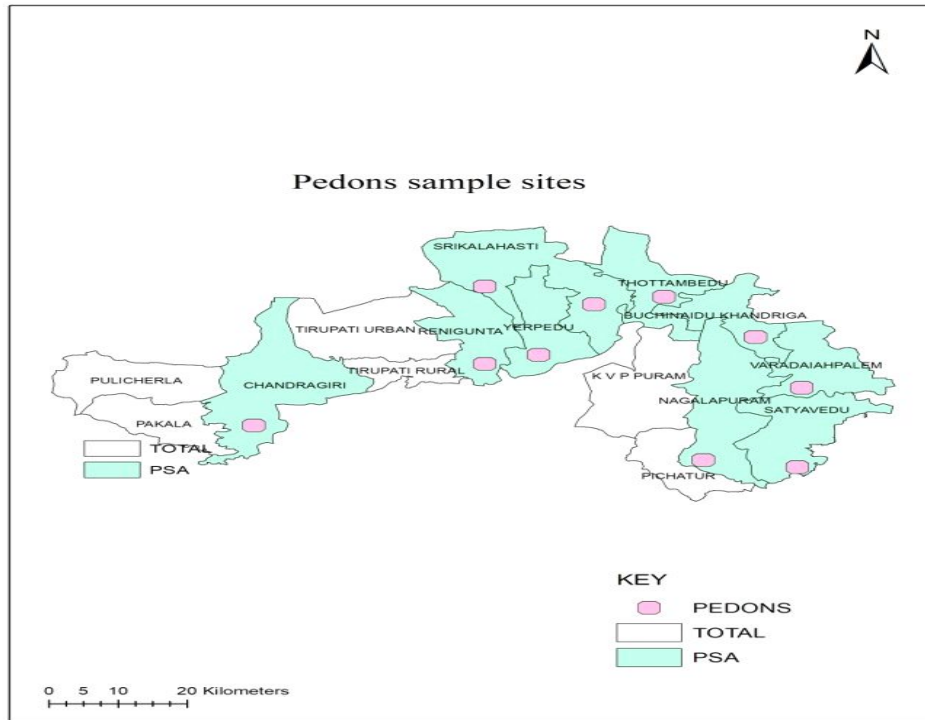 N
Pedons sample sites
SRIKALAHASTI
THOTTAMBEDU
BUCHINAIDU KHANDRIGA
TIRUPATI URBAN
RENIGUNTA
YERPEDU
VARADAIAHPALEM
TIRUPATI RURAL
K V P PURAM
PULICHERLA
CHANDRAGIRI
NAGALAPURAM
SATYAVEDU
PAKALA
TOTAL
PSA
PICHATUR
KEY
PEDONS
TOTAL
PSA
0 5 10 20 Kilometers